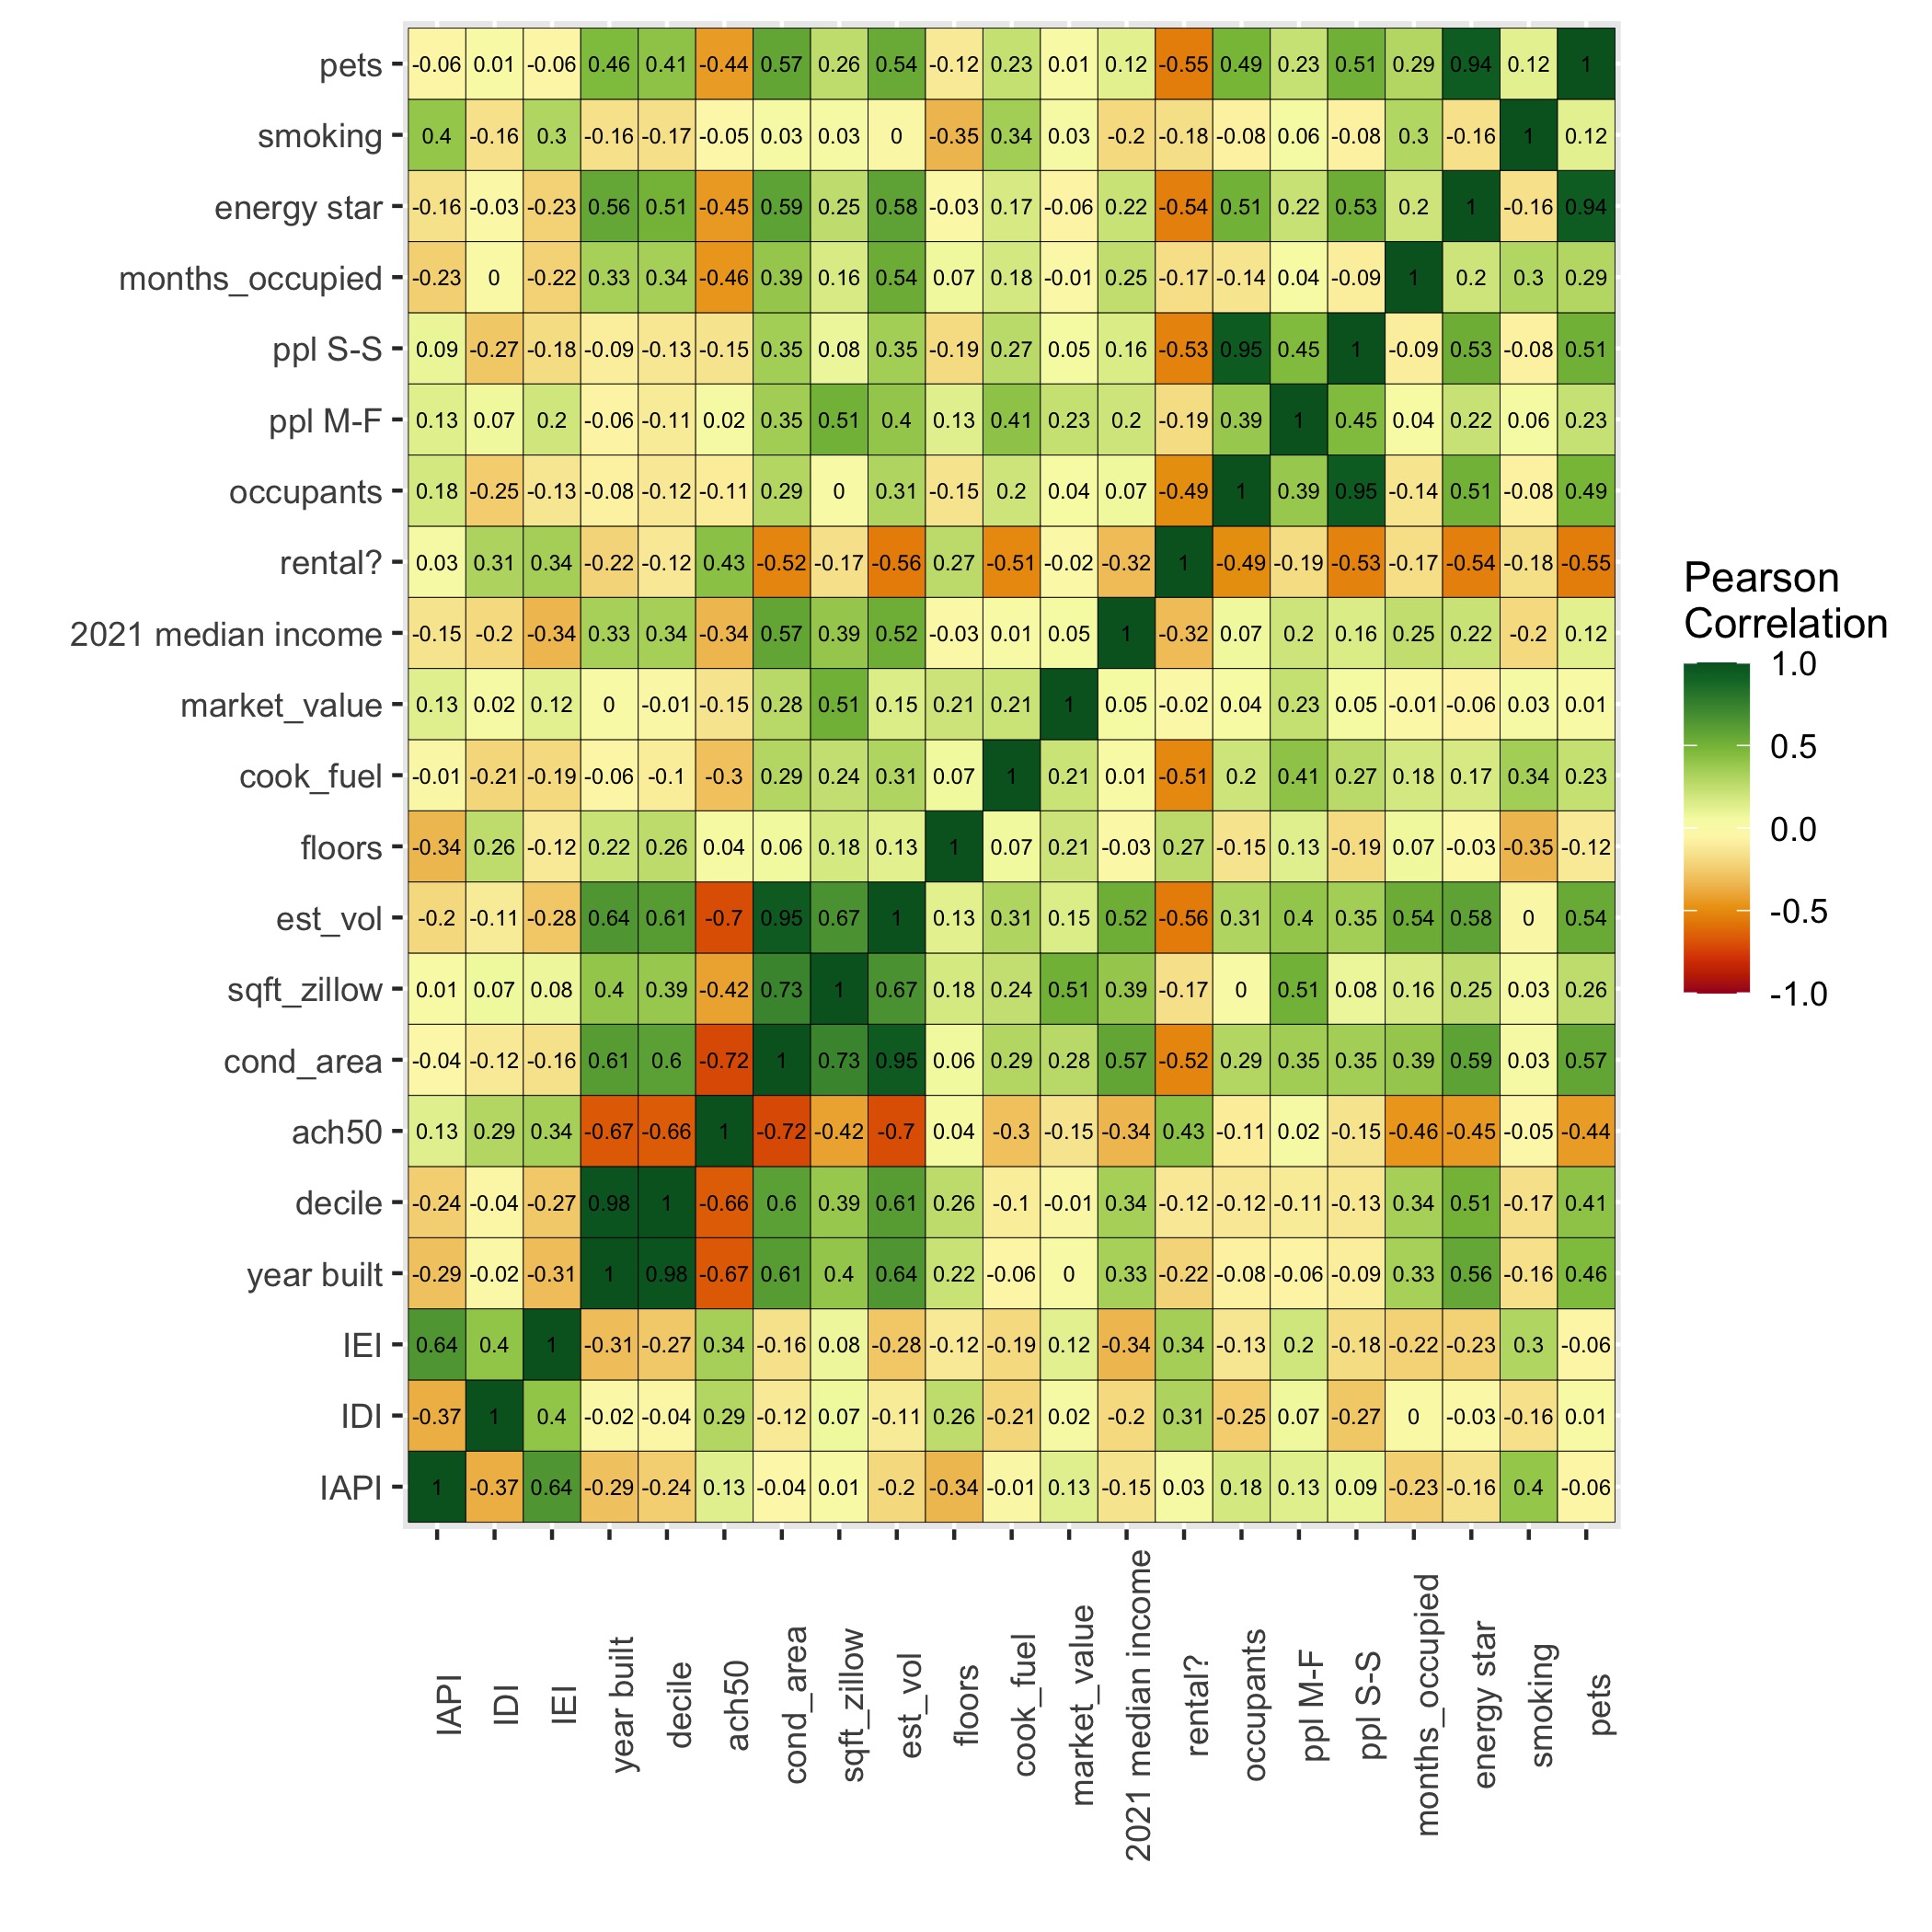 pets -0.06 0.01 -0.06 0.46 0.41 -0.44 0.57 0.26 0.54 -0.12 0.23 0.01 0.12 -0.55 0.49 0.23 0.51 0.29 0.94 0.12 1
smoking 0.4 -0.16 0.3 -0.16 -0.17 -0.05 0.03 0.03 0 -0.35 0.34 0.03 -0.2 -0.18 -0.08 0.06 -0.08 0.3 -0.16 1 0.12
energy star -0.16 -0.03 -0.23 0.56 0.51 -0.45 0.59 0.25 0.58 -0.03 0.17 -0.06 0.22 -0.54 0.51 0.22 0.53 0.2 1 -0.16 0.94
months_occupied -0.23 0 -0.22 0.33 0.34 -0.46 0.39 0.16 0.54 0.07 0.18 -0.01 0.25 -0.17 -0.14 0.04 -0.09 1 0.2 0.3 0.29
ppl S-S 0.09 -0.27 -0.18 -0.09 -0.13 -0.15 0.35 0.08 0.35 -0.19 0.27 0.05 0.16 -0.53 0.95 0.45 1 -0.09 0.53 -0.08 0.51
ppl M-F 0.13 0.07 0.2 -0.06 -0.11 0.02 0.35 0.51 0.4 0.13 0.41 0.23 0.2 -0.19 0.39 1 0.45 0.04 0.22 0.06 0.23
occupants 0.18 -0.25 -0.13 -0.08 -0.12 -0.11 0.29 0 0.31 -0.15 0.2 0.04 0.07 -0.49 1 0.39 0.95 -0.14 0.51 -0.08 0.49
rental? 0.03 0.31 0.34 -0.22 -0.12 0.43 -0.52 -0.17 -0.56 0.27 -0.51 -0.02 -0.32 1 -0.49 -0.19 -0.53 -0.17 -0.54 -0.18 -0.55
2021 median income -0.15 -0.2 -0.34 0.33 0.34 -0.34 0.57 0.39 0.52 -0.03 0.01 0.05 1 -0.32 0.07 0.2 0.16 0.25 0.22 -0.2 0.12
market_value 0.13 0.02 0.12 0 -0.01 -0.15 0.28 0.51 0.15 0.21 0.21 1 0.05 -0.02 0.04 0.23 0.05 -0.01 -0.06 0.03 0.01
cook_fuel -0.01 -0.21 -0.19 -0.06 -0.1 -0.3 0.29 0.24 0.31 0.07 1 0.21 0.01 -0.51 0.2 0.41 0.27 0.18 0.17 0.34 0.23
floors -0.34 0.26 -0.12 0.22 0.26 0.04 0.06 0.18 0.13 1 0.07 0.21 -0.03 0.27 -0.15 0.13 -0.19 0.07 -0.03 -0.35 -0.12
est_vol -0.2 -0.11 -0.28 0.64 0.61 -0.7 0.95 0.67 1 0.13 0.31 0.15 0.52 -0.56 0.31 0.4 0.35 0.54 0.58 0 0.54
sqft_zillow 0.01 0.07 0.08 0.4 0.39 -0.42 0.73 1 0.67 0.18 0.24 0.51 0.39 -0.17 0 0.51 0.08 0.16 0.25 0.03 0.26
cond_area -0.04 -0.12 -0.16 0.61 0.6 -0.72 1 0.73 0.95 0.06 0.29 0.28 0.57 -0.52 0.29 0.35 0.35 0.39 0.59 0.03 0.57
ach50 0.13 0.29 0.34 -0.67 -0.66 1 -0.72 -0.42 -0.7 0.04 -0.3 -0.15 -0.34 0.43 -0.11 0.02 -0.15 -0.46 -0.45 -0.05 -0.44
decile -0.24 -0.04 -0.27 0.98 1 -0.66 0.6 0.39 0.61 0.26 -0.1 -0.01 0.34 -0.12 -0.12 -0.11 -0.13 0.34 0.51 -0.17 0.41
year built -0.29 -0.02 -0.31 1 0.98 -0.67 0.61 0.4 0.64 0.22 -0.06 0 0.33 -0.22 -0.08 -0.06 -0.09 0.33 0.56 -0.16 0.46
IEI 0.64 0.4 1 -0.31 -0.27 0.34 -0.16 0.08 -0.28 -0.12 -0.19 0.12 -0.34 0.34 -0.13 0.2 -0.18 -0.22 -0.23 0.3 -0.06
IDI -0.37 1 0.4 -0.02 -0.04 0.29 -0.12 0.07 -0.11 0.26 -0.21 0.02 -0.2 0.31 -0.25 0.07 -0.27 0 -0.03 -0.16 0.01
IAPI 1 -0.37 0.64 -0.29 -0.24 0.13 -0.04 0.01 -0.2 -0.34 -0.01 0.13 -0.15 0.03 0.18 0.13 0.09 -0.23 -0.16 0.4 -0.06
IAPI
IDI
IEI
year built
decile
ach50
cond_area
sqft_zillow
est_vol
floors
cook_fuel
market_value
2021 median income
rental?
occupants
ppl M-F
ppl S-S
months_occupied
energy star
smoking
pets
Pearson
Correlation
1.0
0.5
0.0
-0.5
-1.0